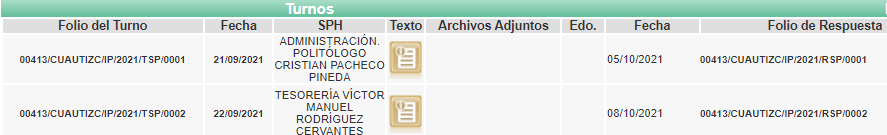 Turnos
Folio del Turno Fecha SPH Texto Archivos Adjuntos Edo. Fecha Folio de Respuesta
00413/CUAUTIZC/IP/2021/TSP/0001 21/09/2021 ADMINISTRACIÓN. POLITÓLOGO CRISTIAN PACHECO PINEDA 05/10/2021 00413/CUAUTIZC/IP/2021/RSP/0001
00413/CUAUTIZC/IP/2021/TSP/0002 22/09/2021 TESORERÍA VÍCTOR MANUEL RODRÍGUEZ CERVANTES 08/10/2021 00413/CUAUTIZC/IP/2021/RSP/0002